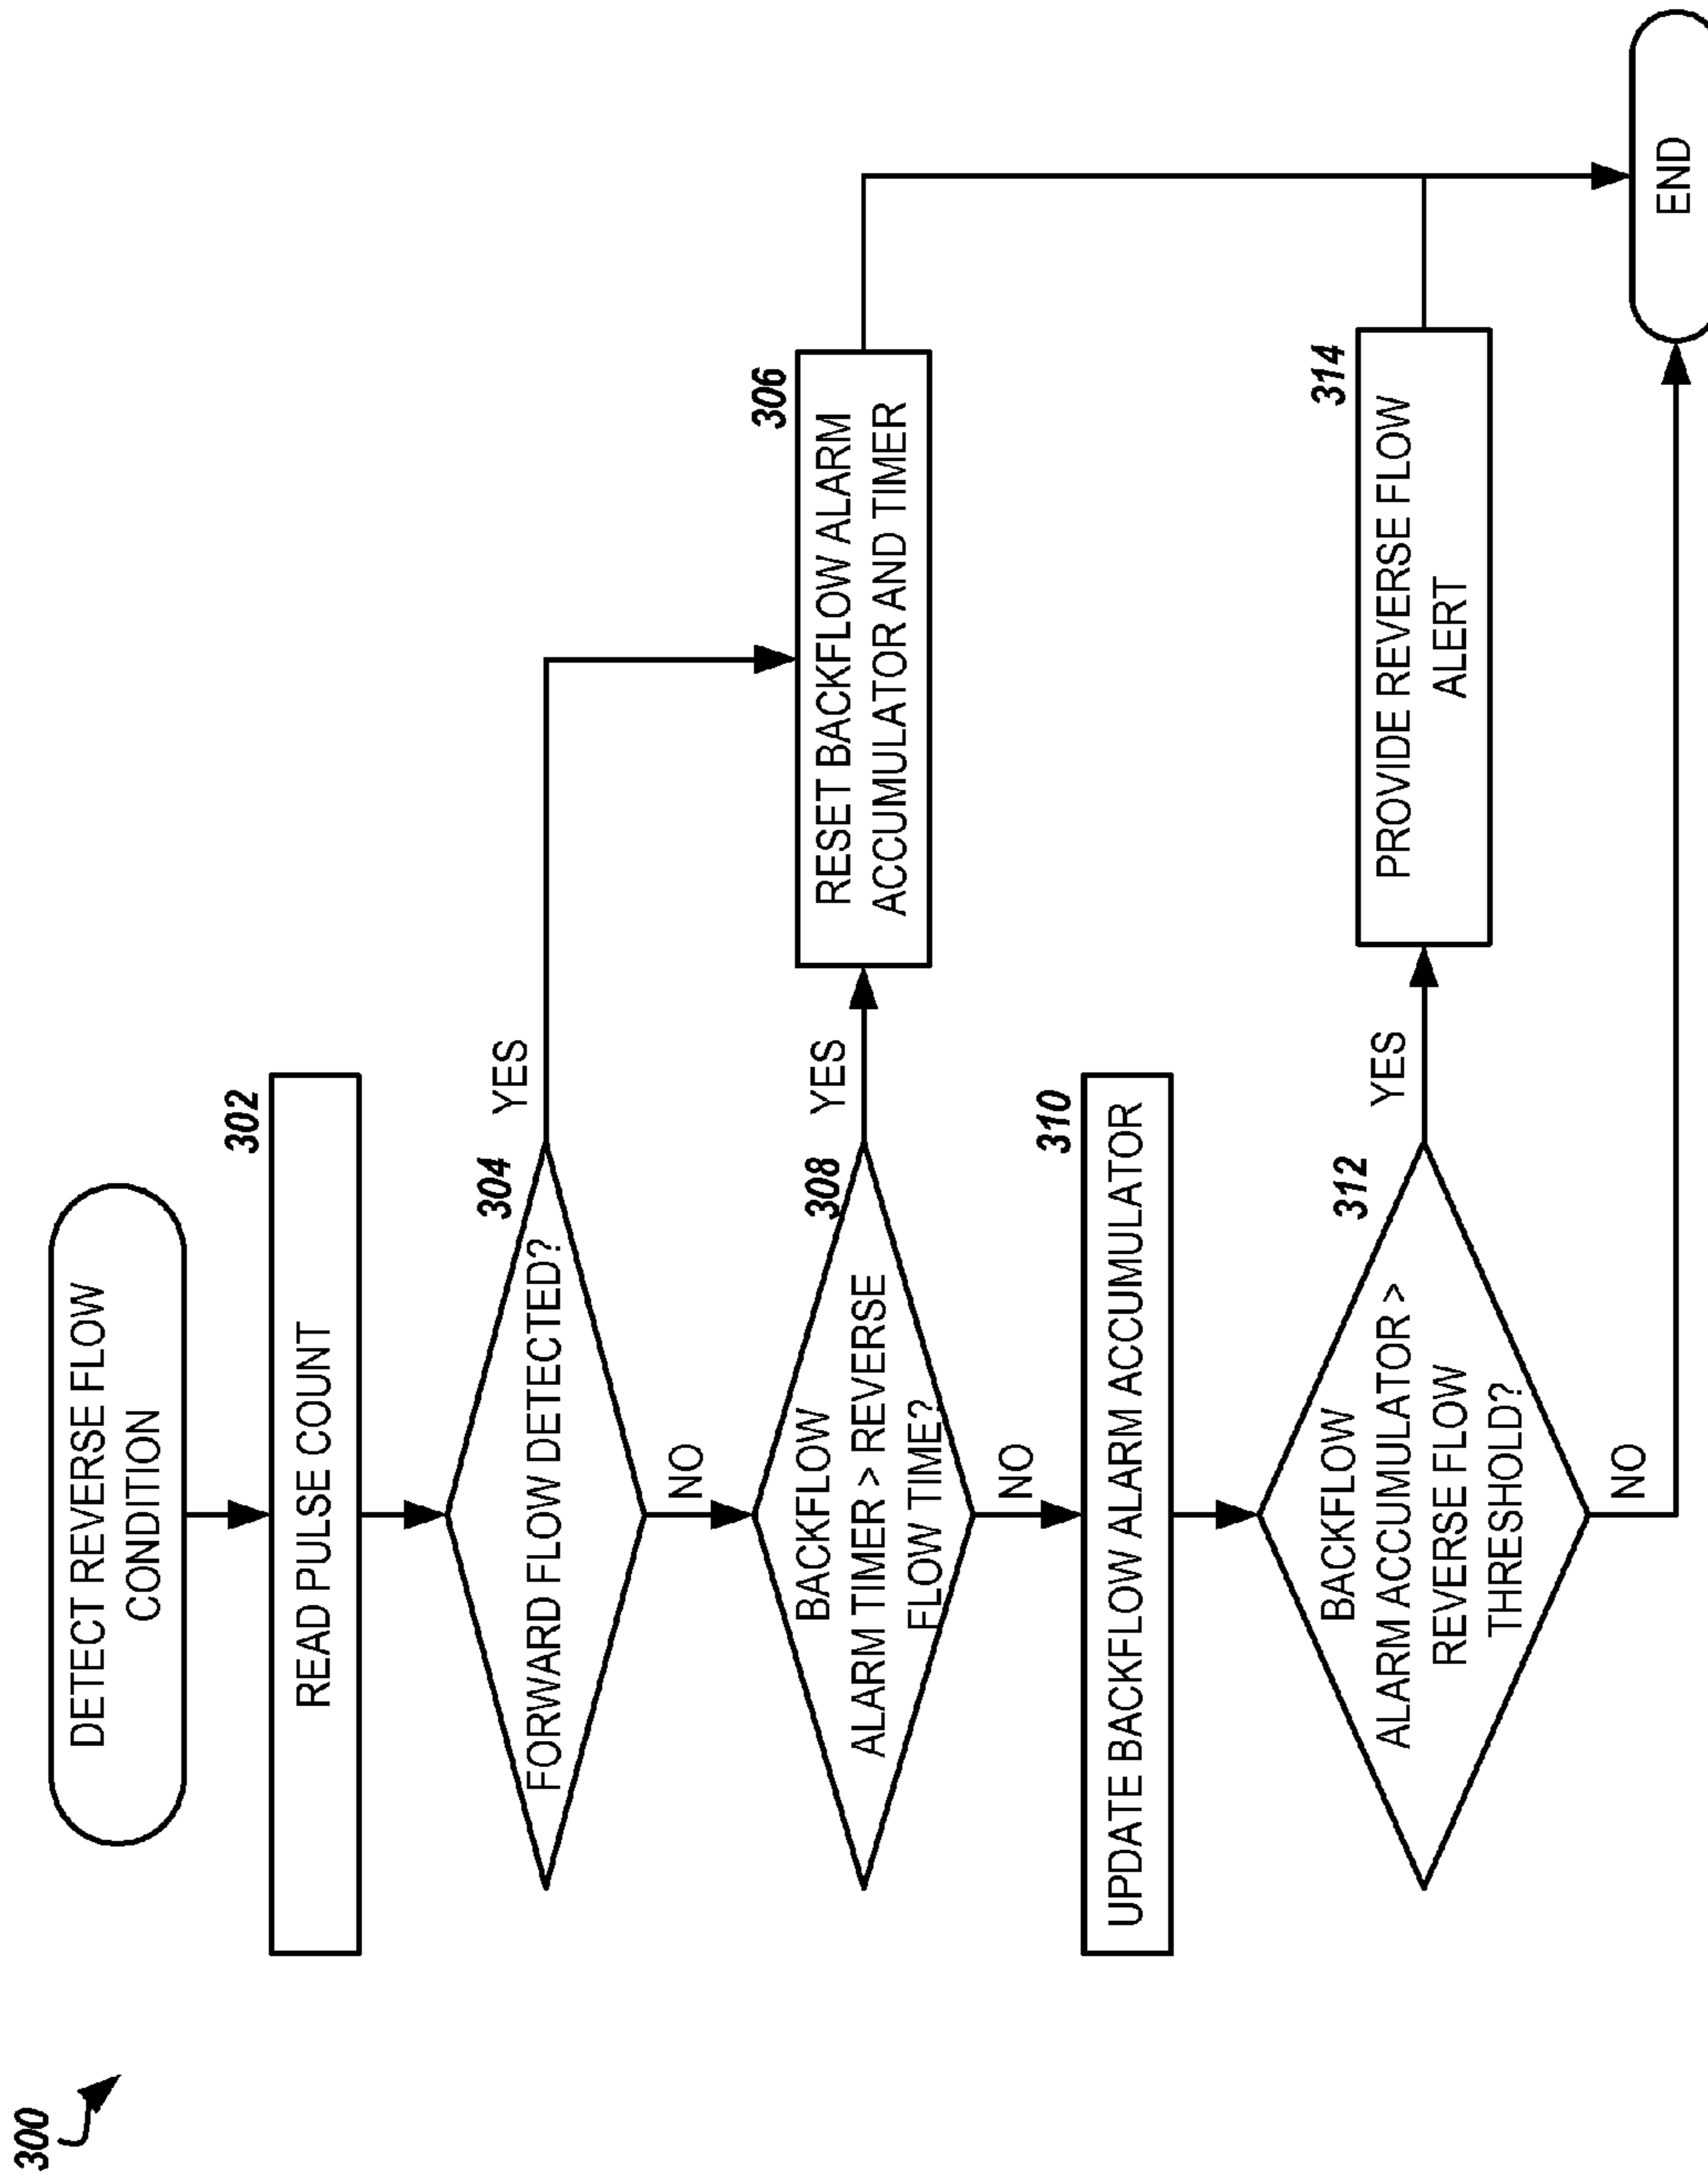 300
DETECT REVERSE FLOW
CONDITION
302
READ PULSE COUNT
304
FORWARD FLOW DETECTED?
YES
NO
306
RESET BACKFLOW ALARM
ACCUMULATOR AND TIMER
308
BACKFLOW
ALARM TIMER > REVERSE
FLOW TIME?
YES
NO
310
UPDATE BACKFLOW ALARM ACCUMULATOR
312
BACKFLOW
ALARM ACCUMULATOR >
REVERSE FLOW
THRESHOLD?
YES
NO
314
PROVIDE REVERSE FLOW
ALERT
END